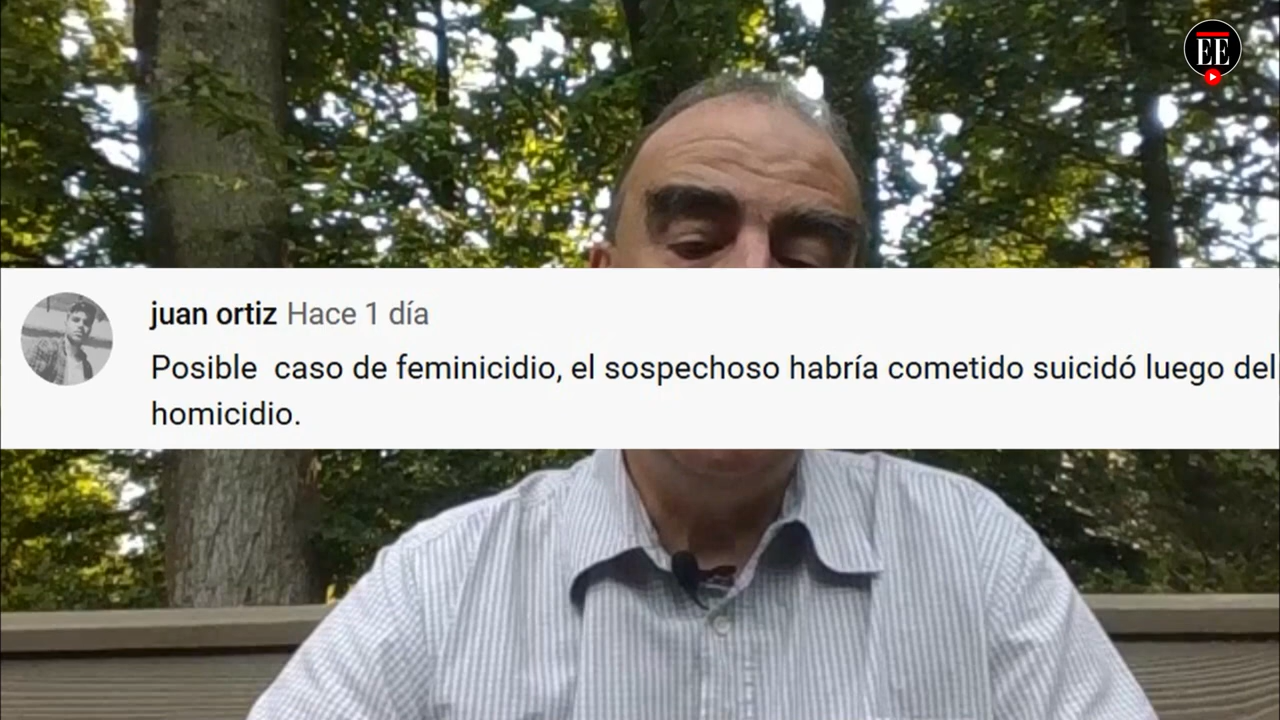 EE
juan ortiz Hace 1 día
Posible  caso de feminicidio, el sospechoso habría cometido suicidó luego del
homicidio.